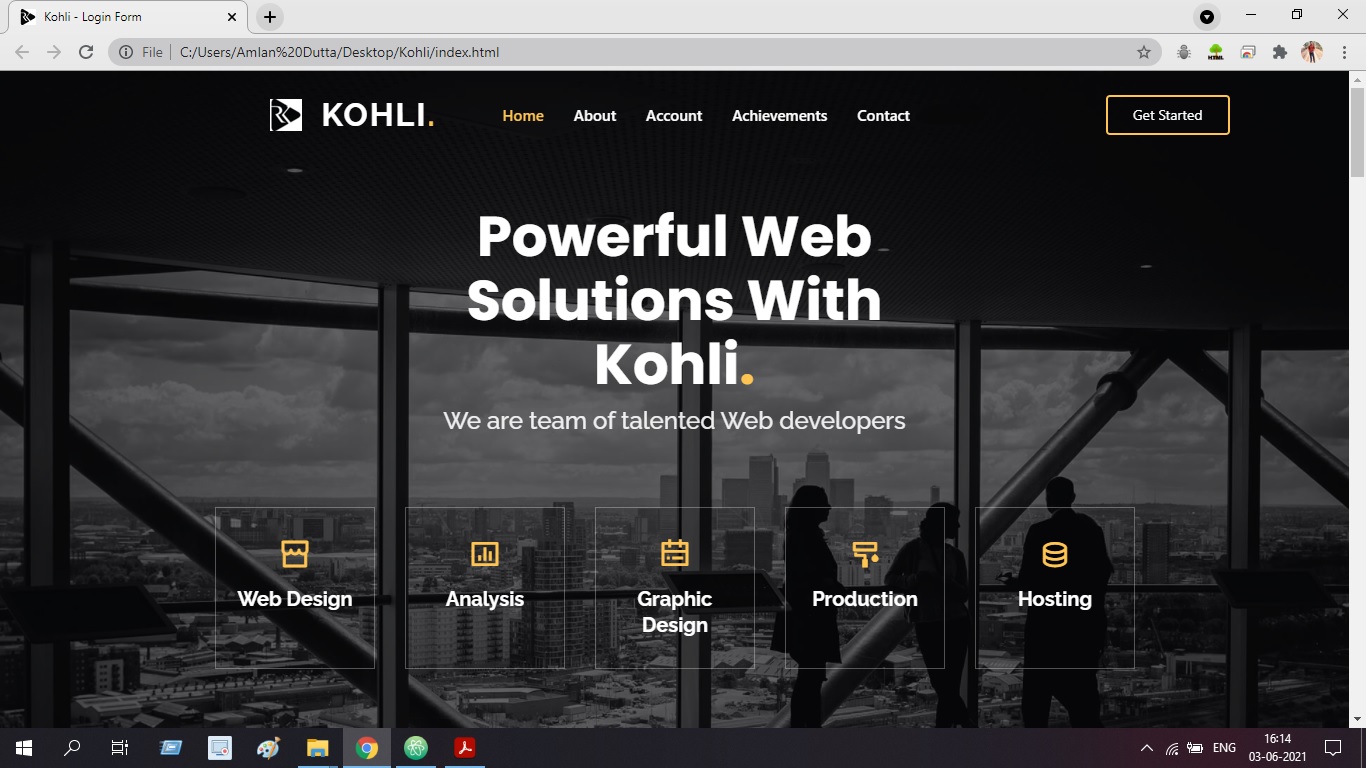 Kohli - Login Form
File
C:/Users/Amlan%20Dutta/Desktop/Kohli/index.html
HTML
KOHLI.
Home About Account Achievements Contact
Get Started
Powerful Web
Solutions With
Kohli.
We are team of talented Web developers
Web Design
Analysis
Graphic
Design
Production
Hosting
ENG
16:14
03-06-2021